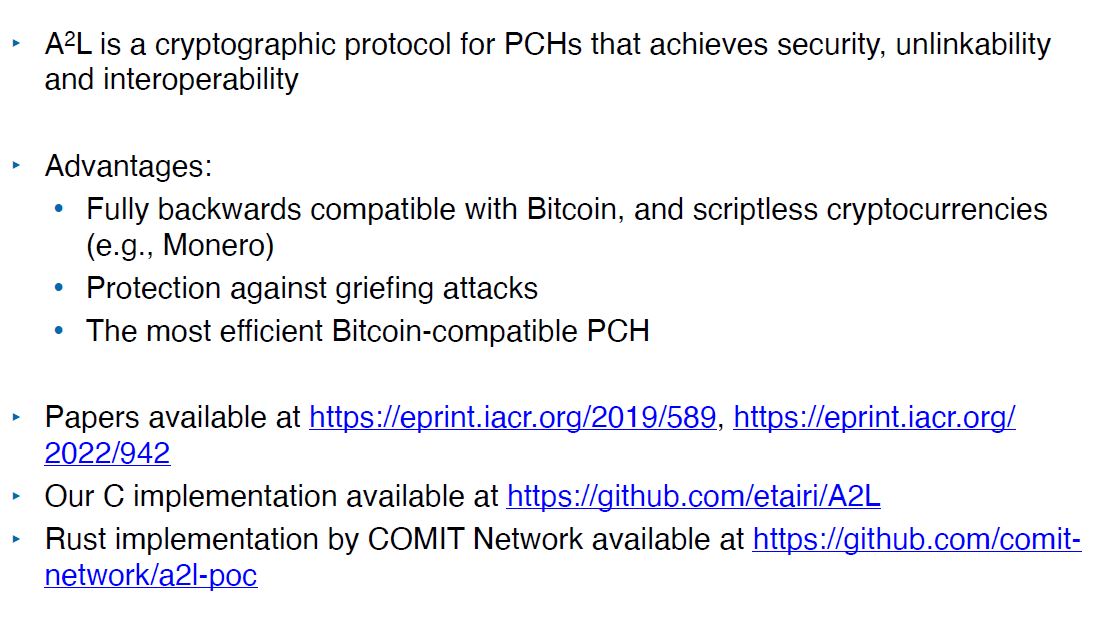 ‣ A²L is a cryptographic protocol for PCHs that achieves security, unlinkability
and interoperability
‣ Advantages:
• Fully backwards compatible with Bitcoin, and scriptless cryptocurrencies
(e.g., Monero)
• Protection against griefing attacks
• The most efficient Bitcoin-compatible PCH
‣ Papers available at https://eprint.iacr.org/2019/589, https://eprint.iacr.org/
2022/942
‣ Our C implementation available at https://github.com/etairi/A2L
‣ Rust implementation by COMIT Network available at https://github.com/comit-
network/a2l-poc